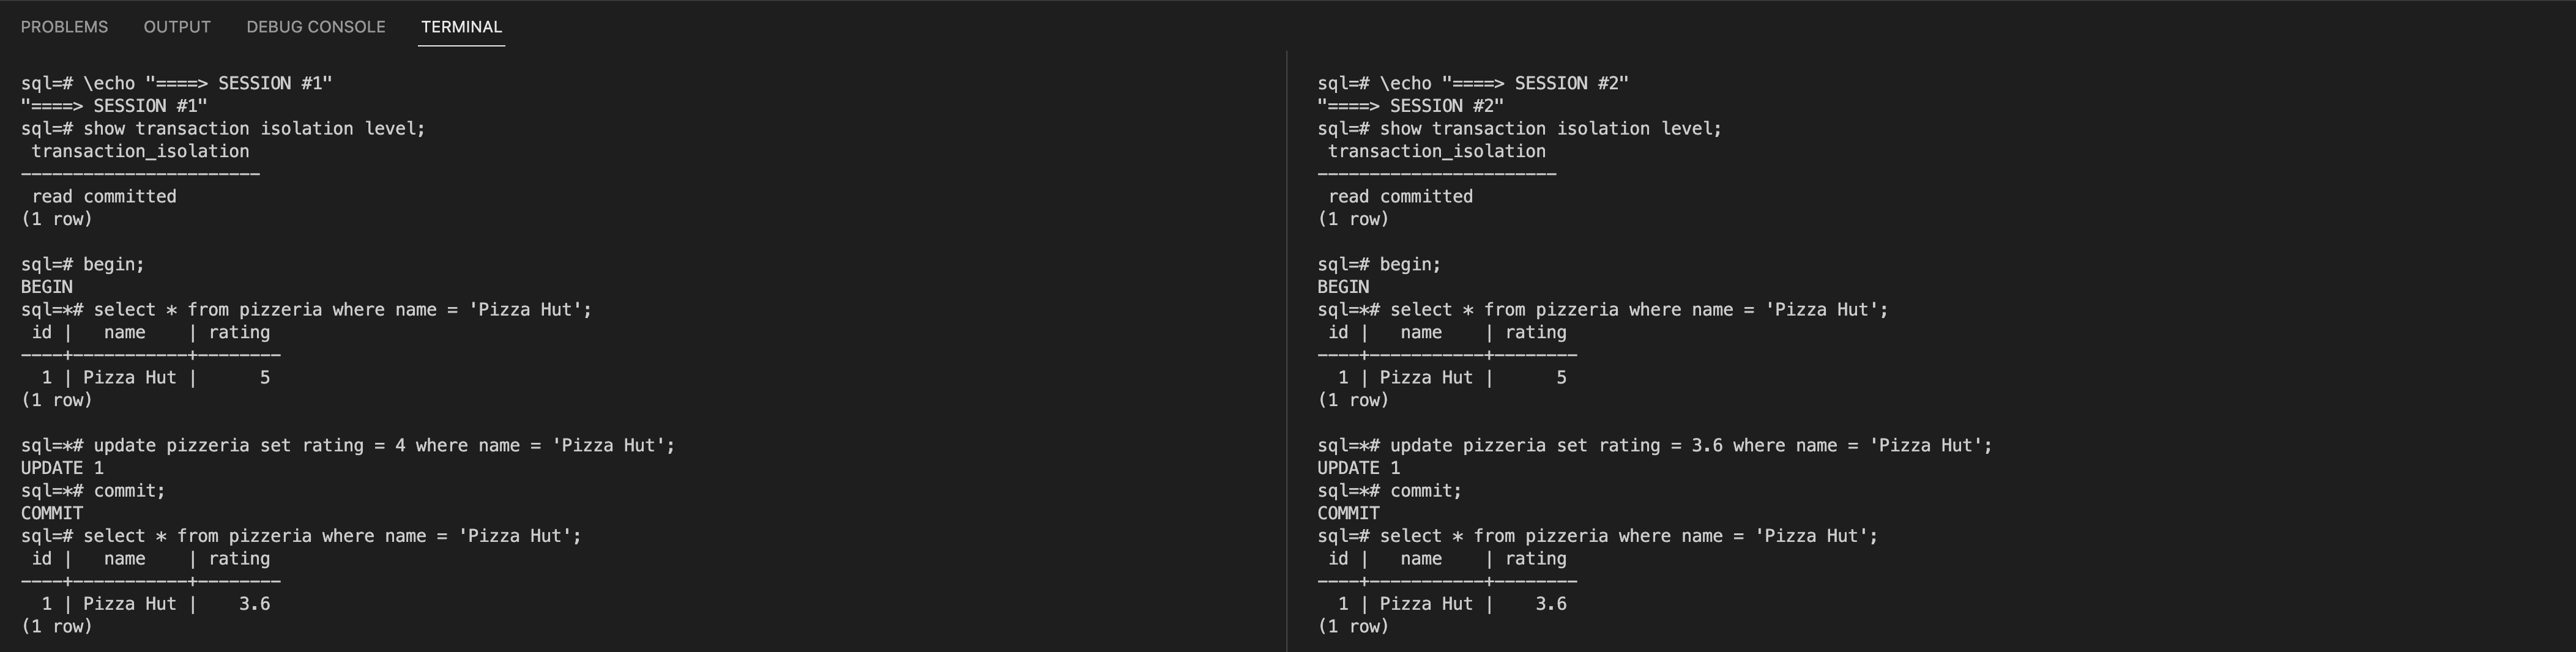 PROBLEMS OUTPUT DEBUG CONSOLE TERMINAL
sql=# \echo "====> SESSION #1"
"====> SESSION #1"
sql=# show transaction isolation level;
 transaction_isolation
-----------------------
 read committed
(1 row)

sql=# begin;
BEGIN
sql=*# select * from pizzeria where name = 'Pizza Hut';
 id |   name    | rating
----+-----------+--------
  1 | Pizza Hut |      5
(1 row)

sql=*# update pizzeria set rating = 4 where name = 'Pizza Hut';
UPDATE 1
sql=*# commit;
COMMIT
sql=# select * from pizzeria where name = 'Pizza Hut';
 id |   name    | rating
----+-----------+--------
  1 | Pizza Hut |    3.6
(1 row)

sql=# \echo "====> SESSION #2"
"====> SESSION #2"
sql=# show transaction isolation level;
 transaction_isolation
-----------------------
 read committed
(1 row)

sql=# begin;
BEGIN
sql=*# select * from pizzeria where name = 'Pizza Hut';
 id |   name    | rating
----+-----------+--------
  1 | Pizza Hut |      5
(1 row)

sql=*# update pizzeria set rating = 3.6 where name = 'Pizza Hut';
UPDATE 1
sql=*# commit;
COMMIT
sql=# select * from pizzeria where name = 'Pizza Hut';
 id |   name    | rating
----+-----------+--------
  1 | Pizza Hut |    3.6
(1 row)